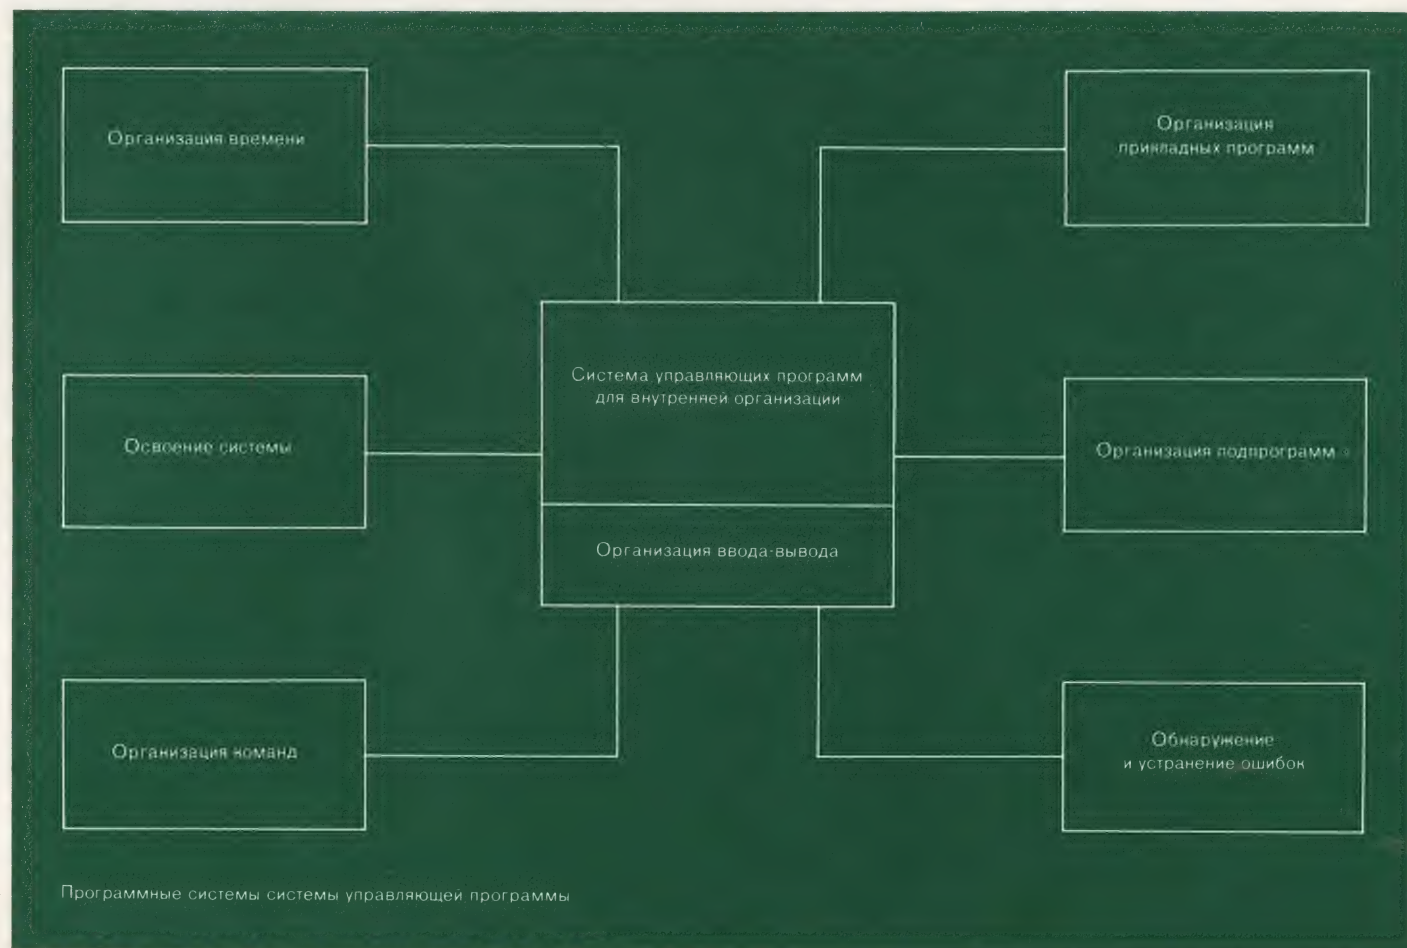 Организация времени
Организация
прикладных программ
Система управляющих программ
для внутренней организации
Освоение системы
Организация подпрограмм
Организация ввода-вывода
Организация команд
Обнаружение
и устранение ошибок
Программные системы системы управляющей программы